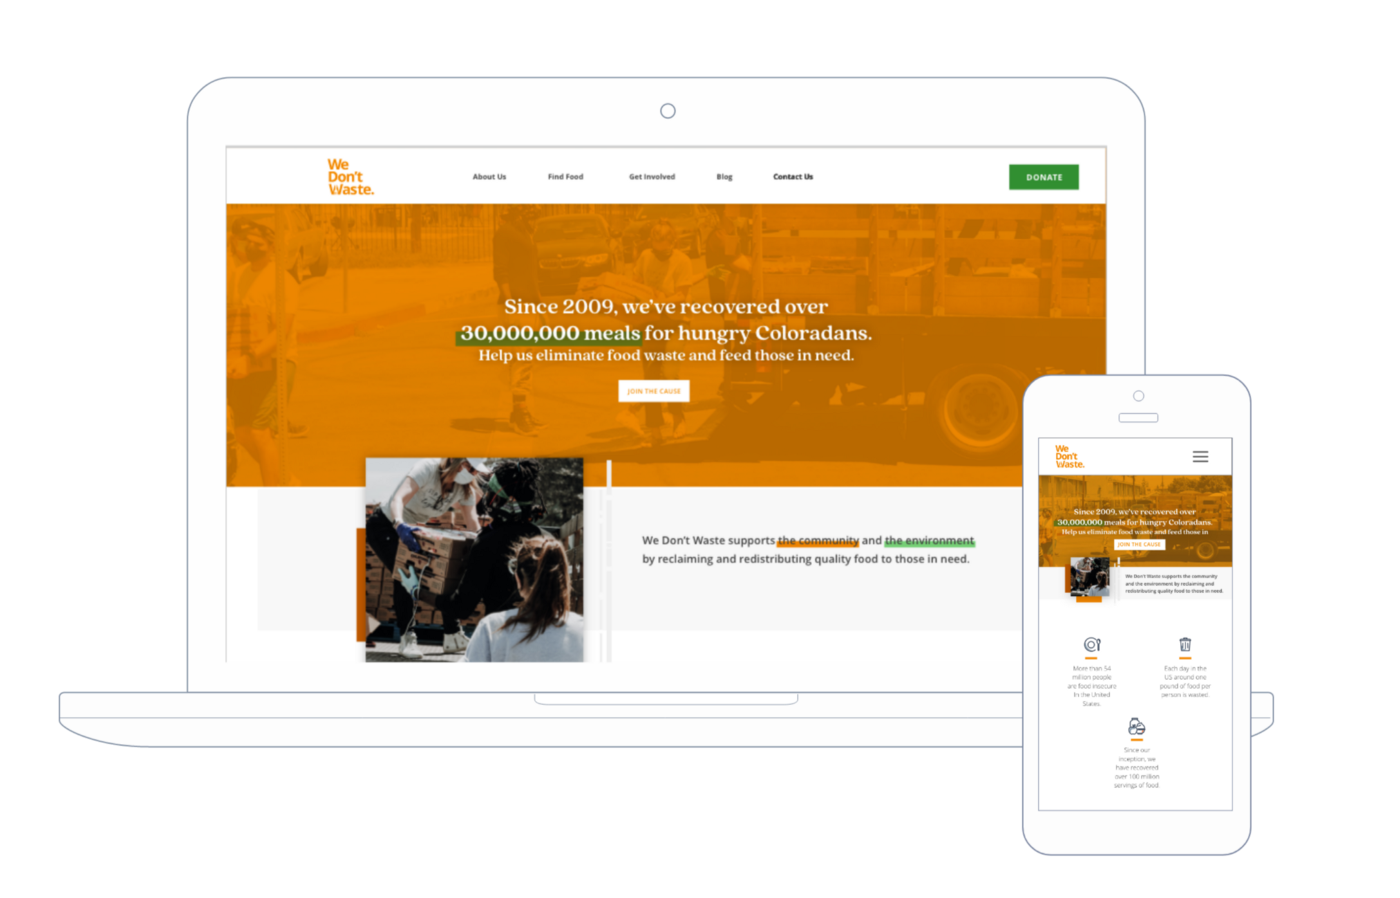 We
Don't
Waste.
About Us
Find Food
Get Involved
Blog
Contact Us
DONATE
Since 2009, we've recovered over
30,000,000 meals for hungry Coloradans.
Help us eliminate food waste and feed those in need.
JOIN THE CAUSE
We Don't Waste supports the community and the environment
by reclaiming and redistributing quality food to those in need.
We
Don't
Waste.
Since 2009, we've recovered over
30,000,000 meals for hungry Coloradans.
Help us eliminate food waste and feed those in
JOIN THE CAUSE
We Don't Waste supports the community
and the environment by reclaiming and
redistributing quality food to those in need.
More than 54
million people
are food insecure
in the United
States.
Each day in the
US around one
pound of food per
person is wasted.
Since our
inception, we
have recovered
over 100 million
servings of food